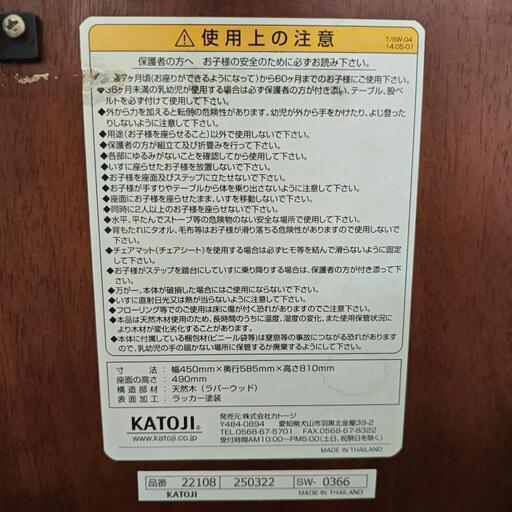 ⚠使用上の注意
T/SW-04
14.05-01
保護者の方へ お子様の安全のために必ずお読み下さい。
7ヶ月頃(お座りができるようになって)から60ヶ月までのお子様にご使用下さい。
◆36ヶ月未満の乳幼児が使用する場合は必ず保護者の方が付き添い、テーブル、股ベ
ルトを必ず付けて使用して下さい。
◆外から力を加えると転倒の危険性があります。幼児が外から手をかけたり、よじ登った
りしないように注意して下さい。
◆用途(お子様を座らせること)以外で使用しないで下さい。
◆保護者の方が組立て及び折畳みを行って下さい。
◆各部にゆるみがないことを確認してから使用して下さい。
◆いすに座らせたお子様を放置しないで下さい。
◆お子様を座面及びステップに立たせないで下さい。
◆お子様が手すりやテーブルから体を乗り出さないように注意して下さい。
◆座面にお子様を座らせたまま、いすを移動しないで下さい。
◆同時に2人以上のお子様を座らせないで下さい。
◆水平、平たんでストーブ等の危険物のない安全な場所で使用して下さい。
◆背もたれにタオル、毛布等はお子様が滑り落ちる危険性がありますので掛けないで下さい。
◆チェアマット(チェアシート)を使用する場合は必ずヒモ等を結んで滑らないように固定
して下さい。
◆お子様がステップを踏台にしていすに乗り降りする場合は、保護者の方が付き添って下
さい。
◆万が一、本体が破損した場合にはご使用にならないで下さい。
◆いすに直射日光又は熱が当らないように注意して下さい。
◆フローリング等でのご使用は床に傷が付く恐れがありますのでご注意下さい。
◆本品は天然木材使用のため、長時間のうちに温度、湿度の変化、また使用保管状況に
より木材が変化劣化することがあります。
◆本体に付属している梱包材(ビニール袋等)は窒息等の事故につながる恐れがありま
すので、乳幼児の手の届かない場所に保管するか廃棄するようにして下さい。
寸法 : 幅450mm×奥行585mm×高さ810mm
座面の高さ : 490mm
構造部材 : 天然木(ラバーウッド)
表面加工 : ラッカー塗装
KATOJI®
www.katoji.co.jp
発売元:株式会社カトージ
〒484-0894 愛知県犬山市羽黒北金屋39-2
TEL.0568-67-5701 FAX.0568-67-8322
受付時間AM10:00~PM5:00(土日、祝祭日を除く)
MADE IN THAILAND
品番 22108 250322 SW- 0366
KATOJI MADE IN THAILAND